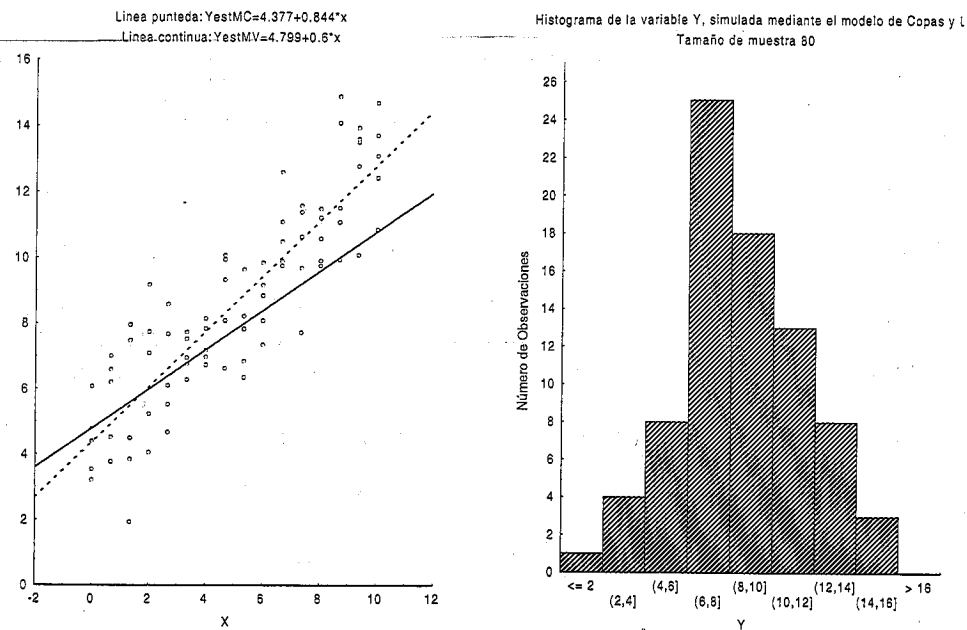 Linea punteda: YestMC=4.377+0.844*x
Linea continua: YestMV=4.799+0.6*x
16
14
12
10
8
6
4
2
0
-2 0 2 4 6 8 10 12
X
Histograma de la variable Y, simulada mediante el modelo de Copas y L
Tamaño de muestra 80
Número de Observaciones
26
24
22
20
18
16
14
12
10
8
6
4
2
0
<= 2 (4,6] (8,10] (12,14] > 16
(2,4] (6,8] (10,12] (14,16]
Y